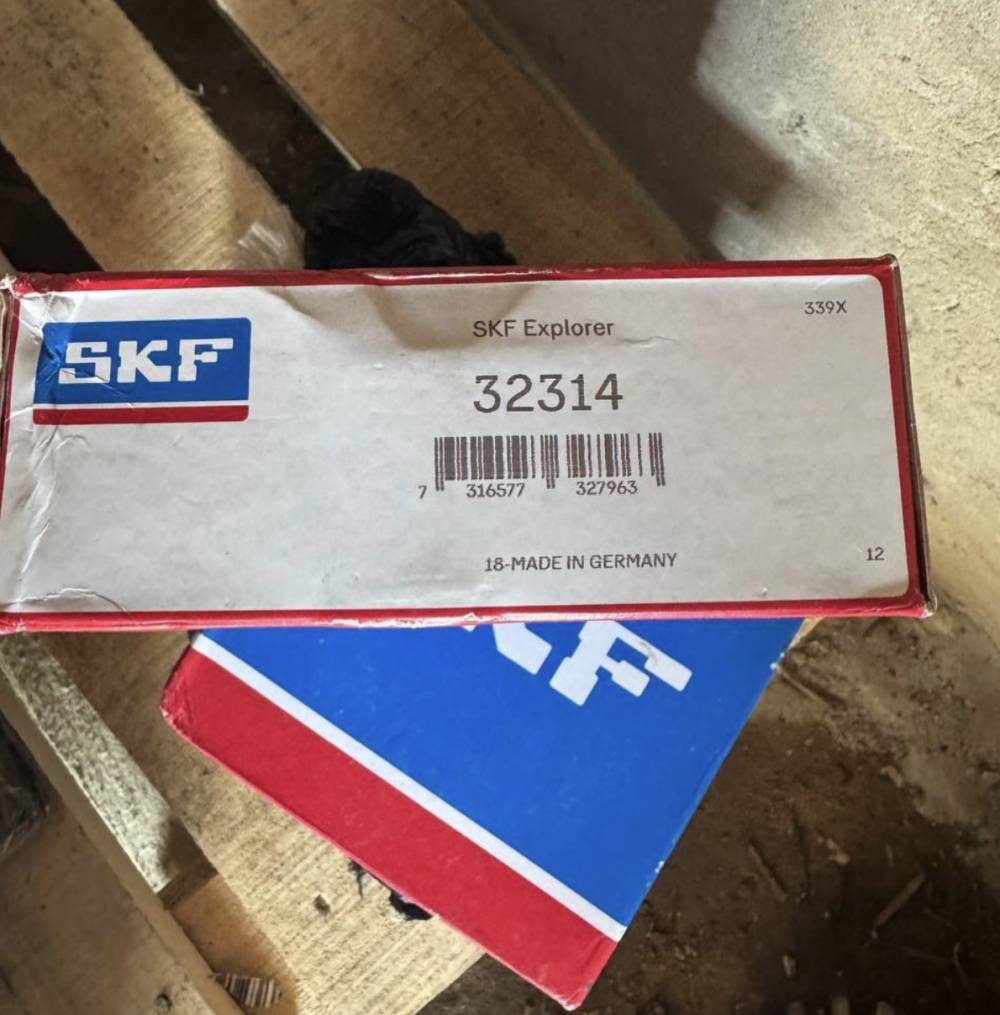 339X
SKF
SKF Explorer
32314
7 316577 327963
18-MADE IN GERMANY
12
KF